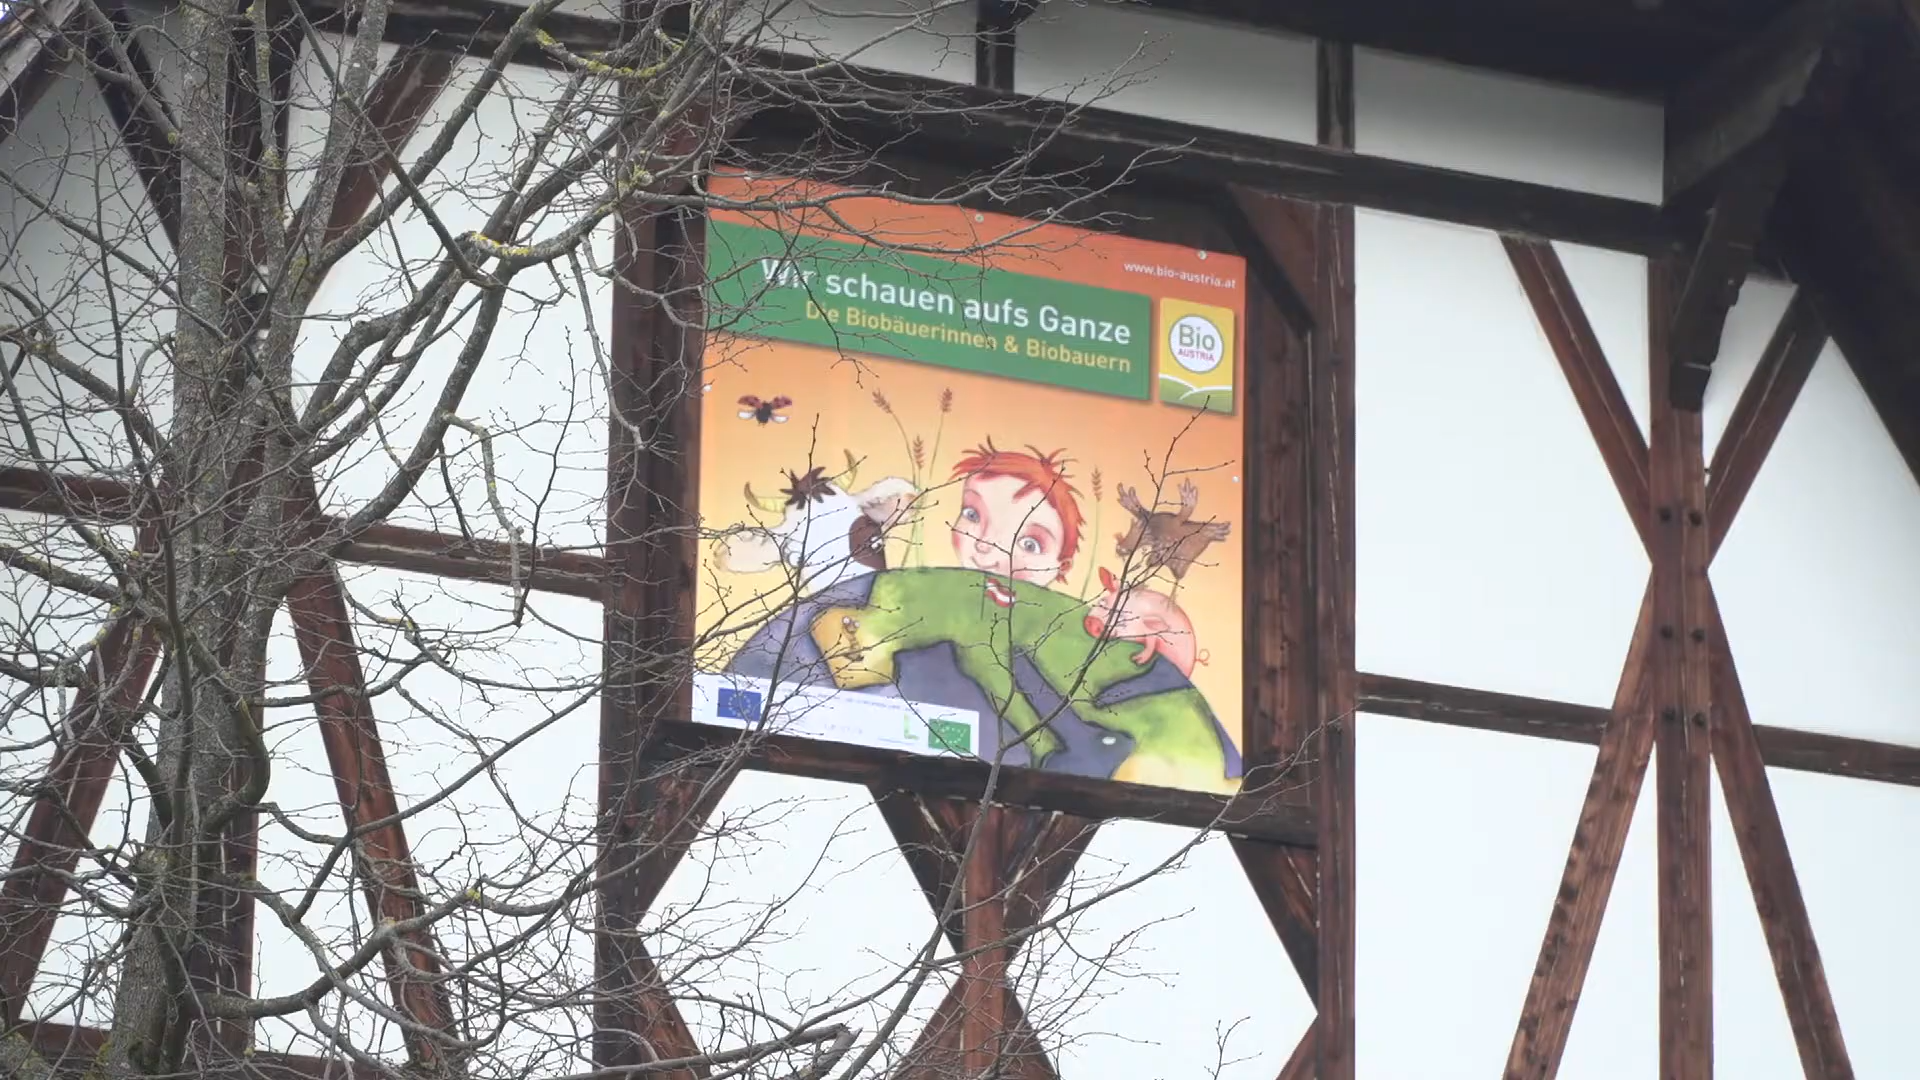 www.bio-austria.at
Wir schauen aufs Ganze
Die Biobäuerinnen & Biobauern
Bio
AUSTRIA